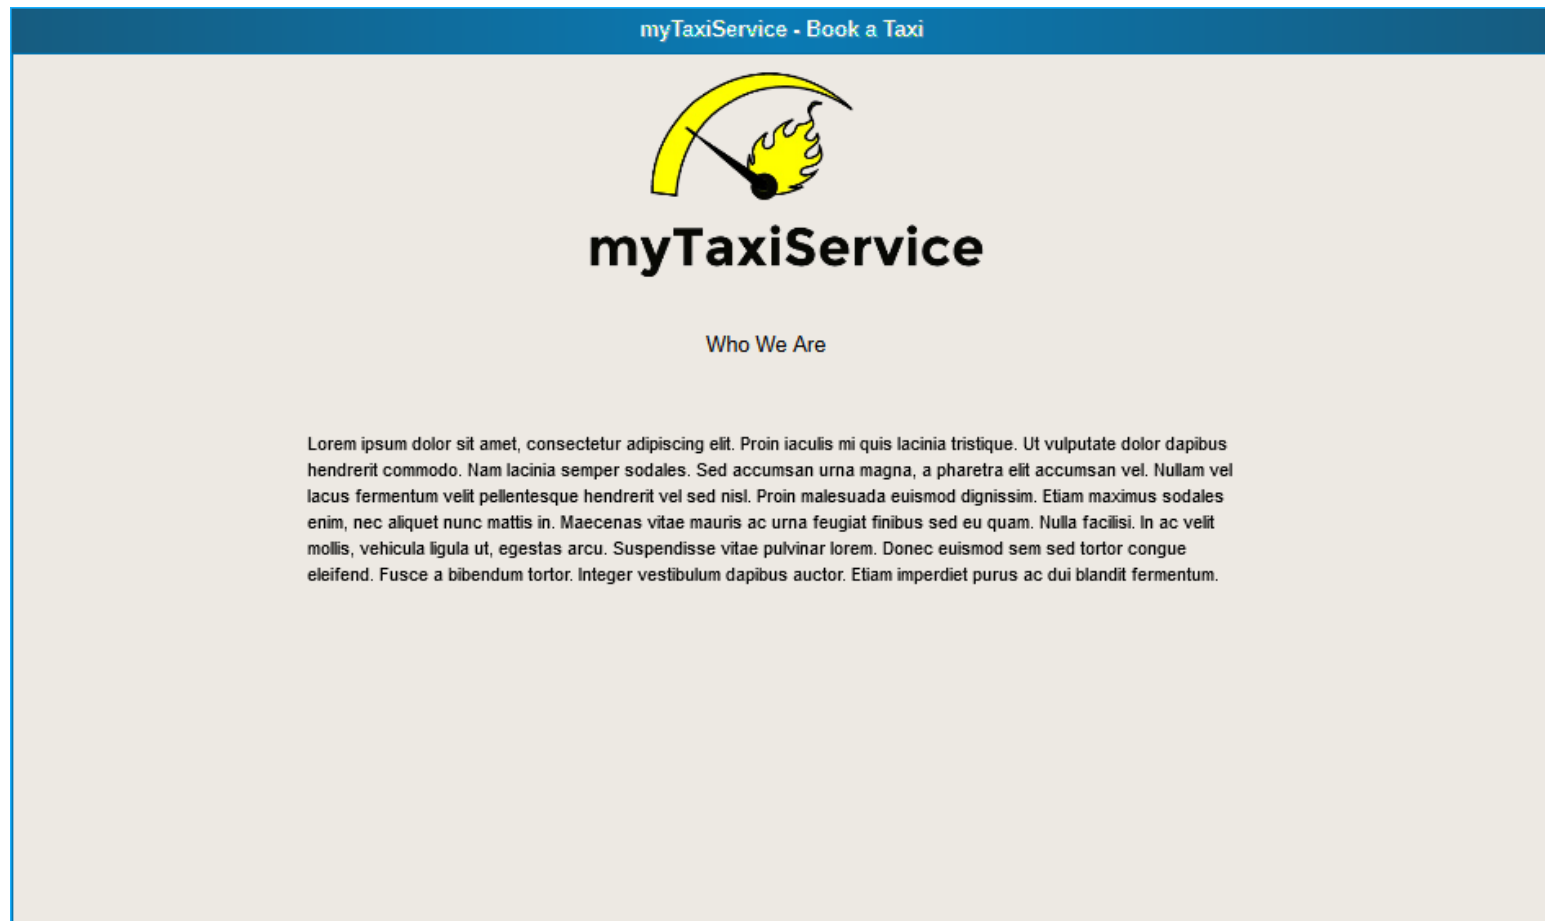 myTaxiService - Book a Taxi
myTaxiService
Who We Are
Lorem ipsum dolor sit amet, consectetur adipiscing elit. Proin iaculis mi quis lacinia tristique. Ut vulputate dolor dapibus
hendrerit commodo. Nam lacinia semper sodales. Sed accumsan urna magna, a pharetra elit accumsan vel. Nullam vel
lacus fermentum velit pellentesque hendrerit vel sed nisl. Proin malesuada euismod dignissim. Etiam maximus sodales
enim, nec aliquet nunc mattis in. Maecenas vitae mauris ac urna feugiat finibus sed eu quam. Nulla facilisi. In ac velit
mollis, vehicula ligula ut, egestas arcu. Suspendisse vitae pulvinar lorem. Donec euismod sem sed tortor congue
eleifend. Fusce a bibendum tortor. Integer vestibulum dapibus auctor. Etiam imperdiet purus ac dui blandit fermentum.